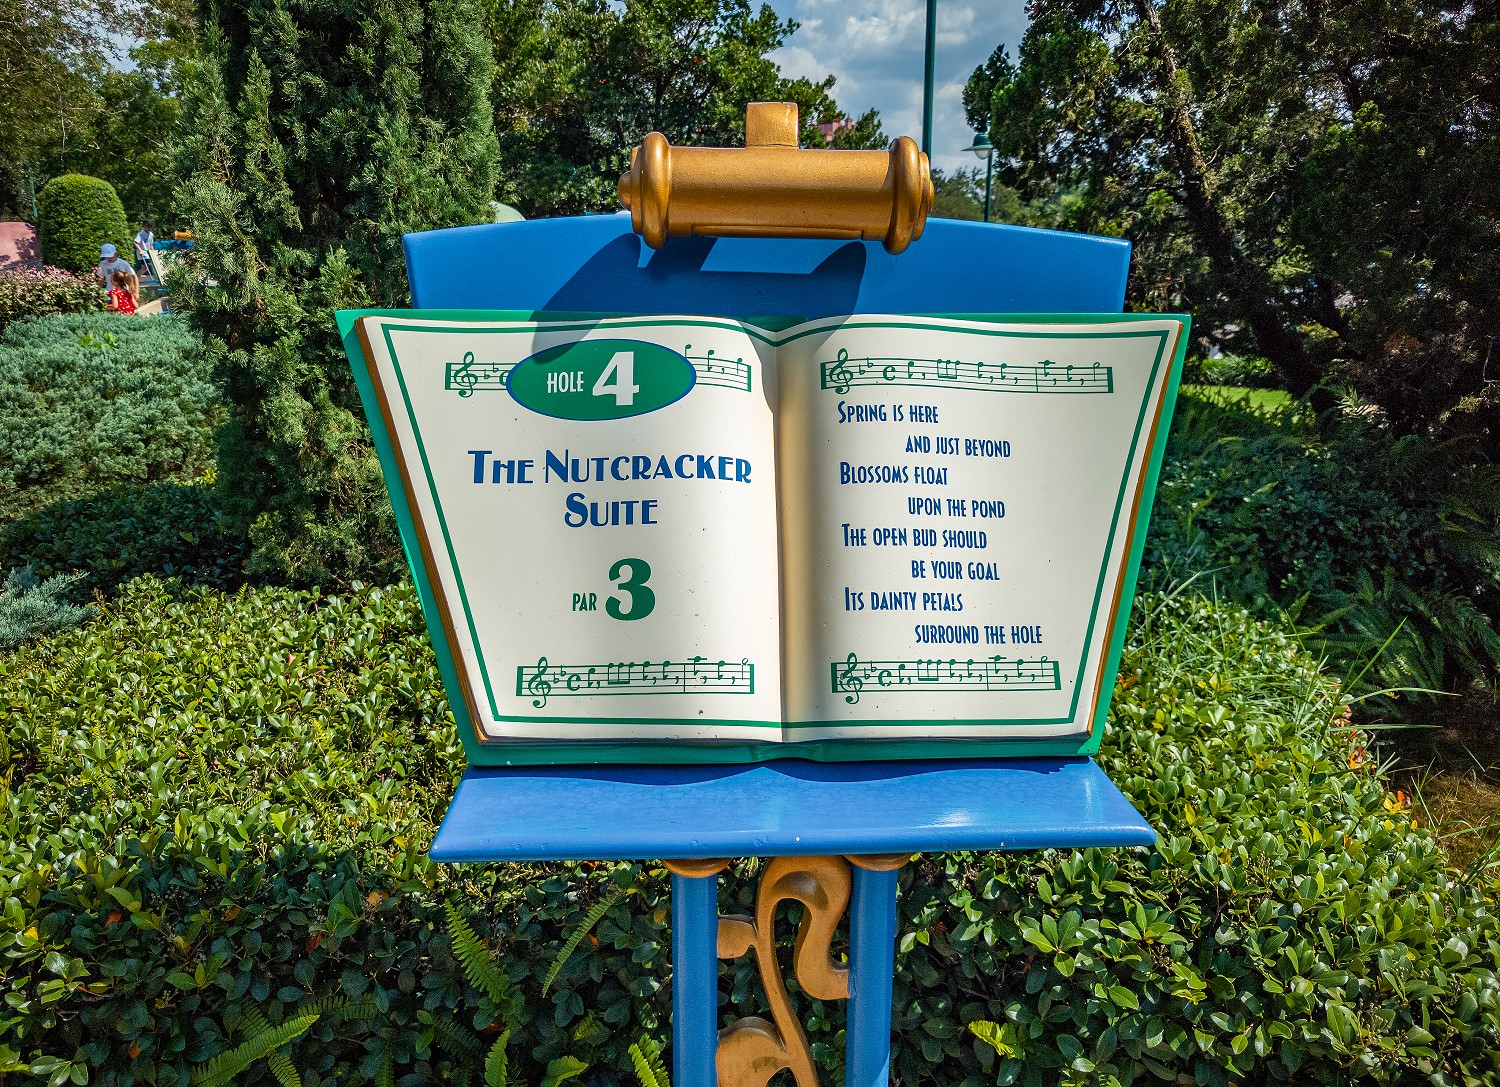 HOLE 4
THE NUTCRACKER
SUITE
PAR 3
SPRING IS HERE
AND JUST BEYOND
BLOSSOMS FLOAT
UPON THE POND
THE OPEN BUD SHOULD
BE YOUR GOAL
ITS DAINTY PETALS
SURROUND THE HOLE